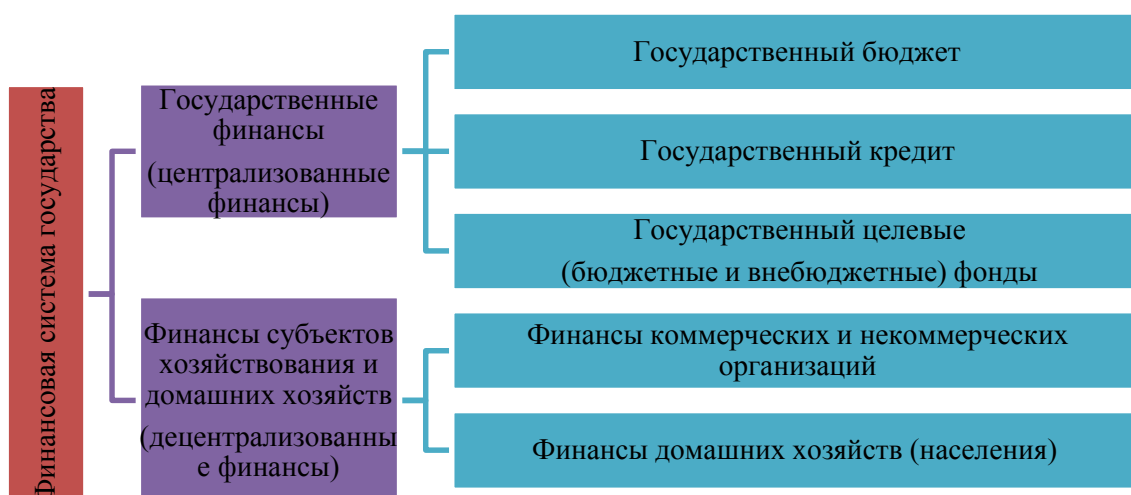 Финансовая система государства
Государственные
финансы
(централизованные
финансы)
Финансы субъектов
хозяйствования и
домашних хозяйств
(децентрализованны
е финансы)
Государственный бюджет
Государственный кредит
Государственный целевые
(бюджетные и внебюджетные) фонды
Финансы коммерческих и некоммерческих
организаций
Финансы домашних хозяйств (населения)